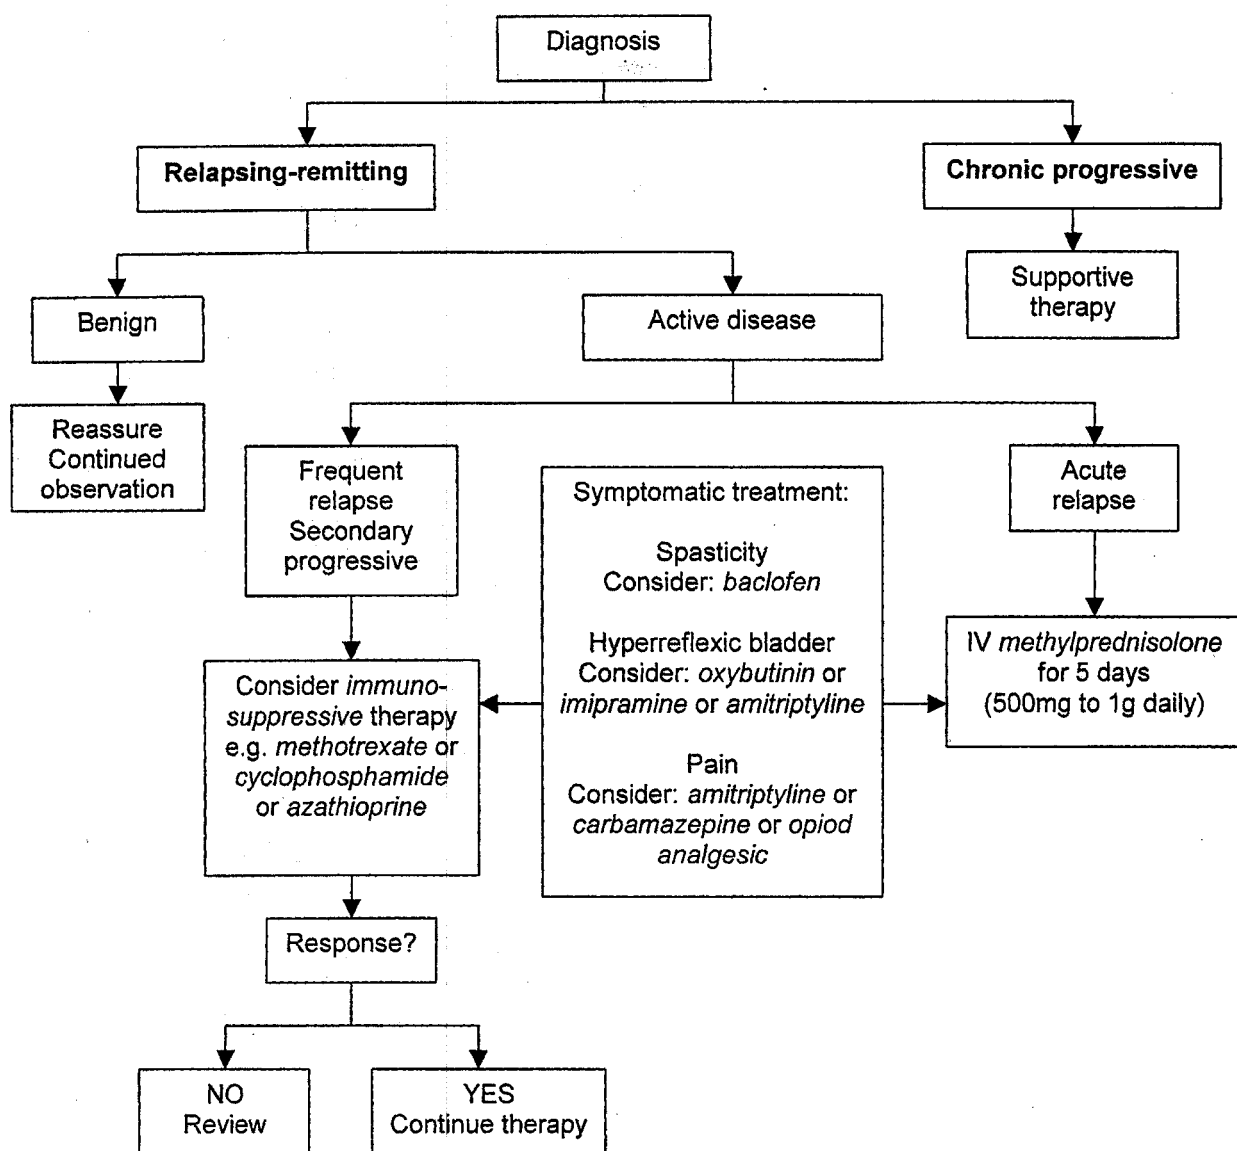 Diagnosis
Relapsing-remitting
Chronic progressive
Supportive
therapy
Benign
Active disease
Reassure
Continued
observation
Frequent
relapse
Secondary
progressive
Symptomatic treatment:
Spasticity
Consider: baclofen
Hyperreflexic bladder
Consider: oxybutinin or
imipramine or amitriptyline
Pain
Consider: amitriptyline or
carbamazepine or opiod
analgesic
Acute
relapse
IV methylprednisolone
for 5 days
(500mg to 1g daily)
Consider immuno-
suppressive therapy
e.g. methotrexate or
cyclophosphamide
or azathioprine
Response?
NO
Review
YES
Continue therapy